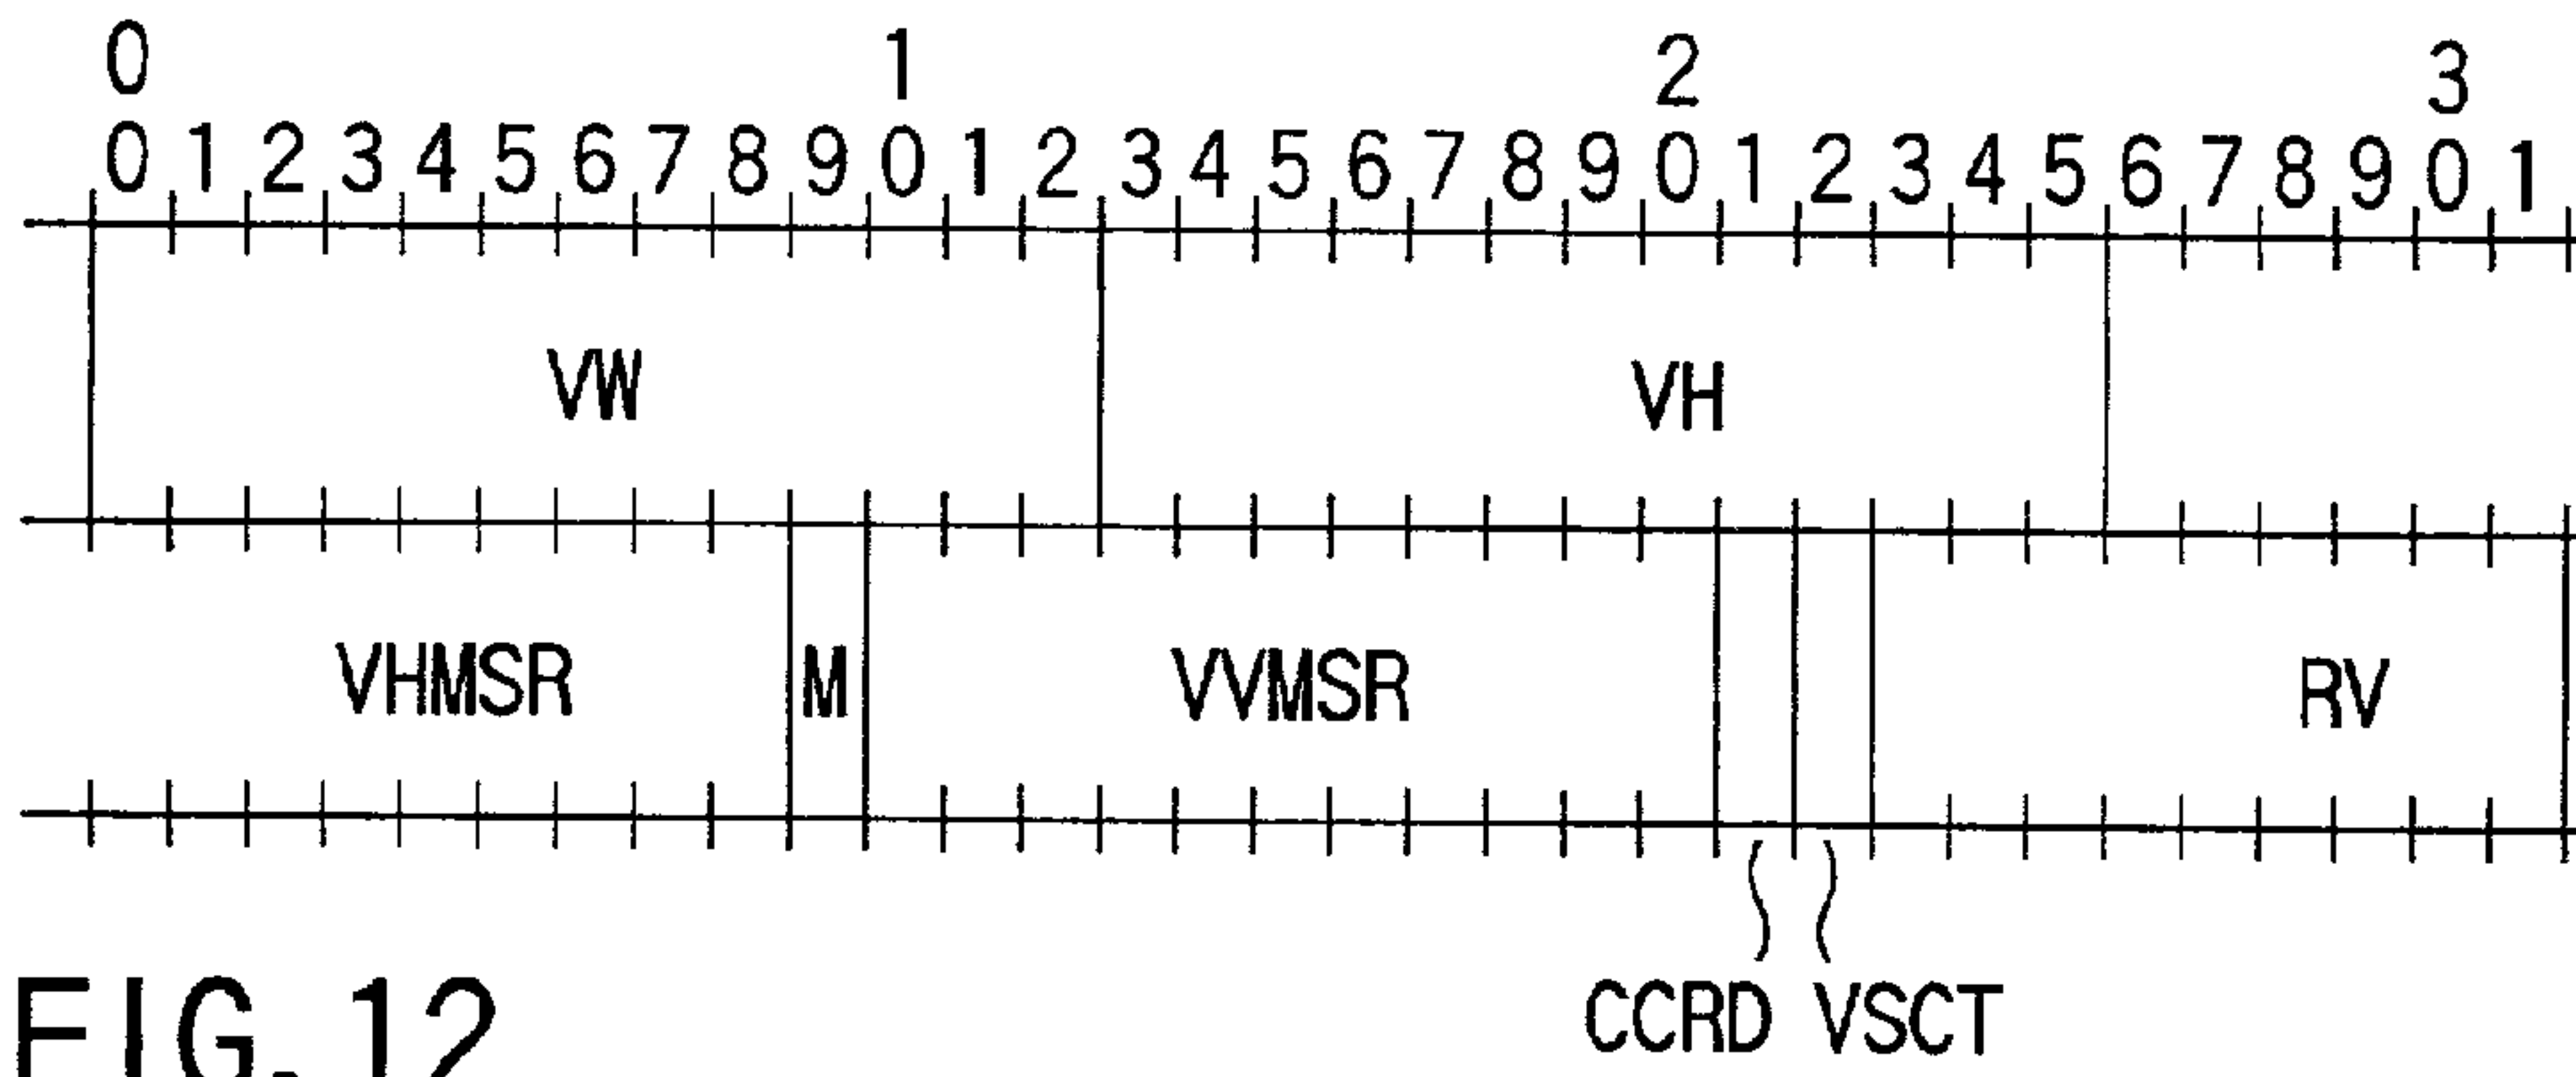 0 1 2 3
0 1 2 3 4 5 6 7 8 9 0 1 2 3 4 5 6 7 8 9 0 1 2 3 4 5 6 7 8 9 0 1
VW VH
VHMSR M VVMSR RV
CCRD VSCT
FIG. 12